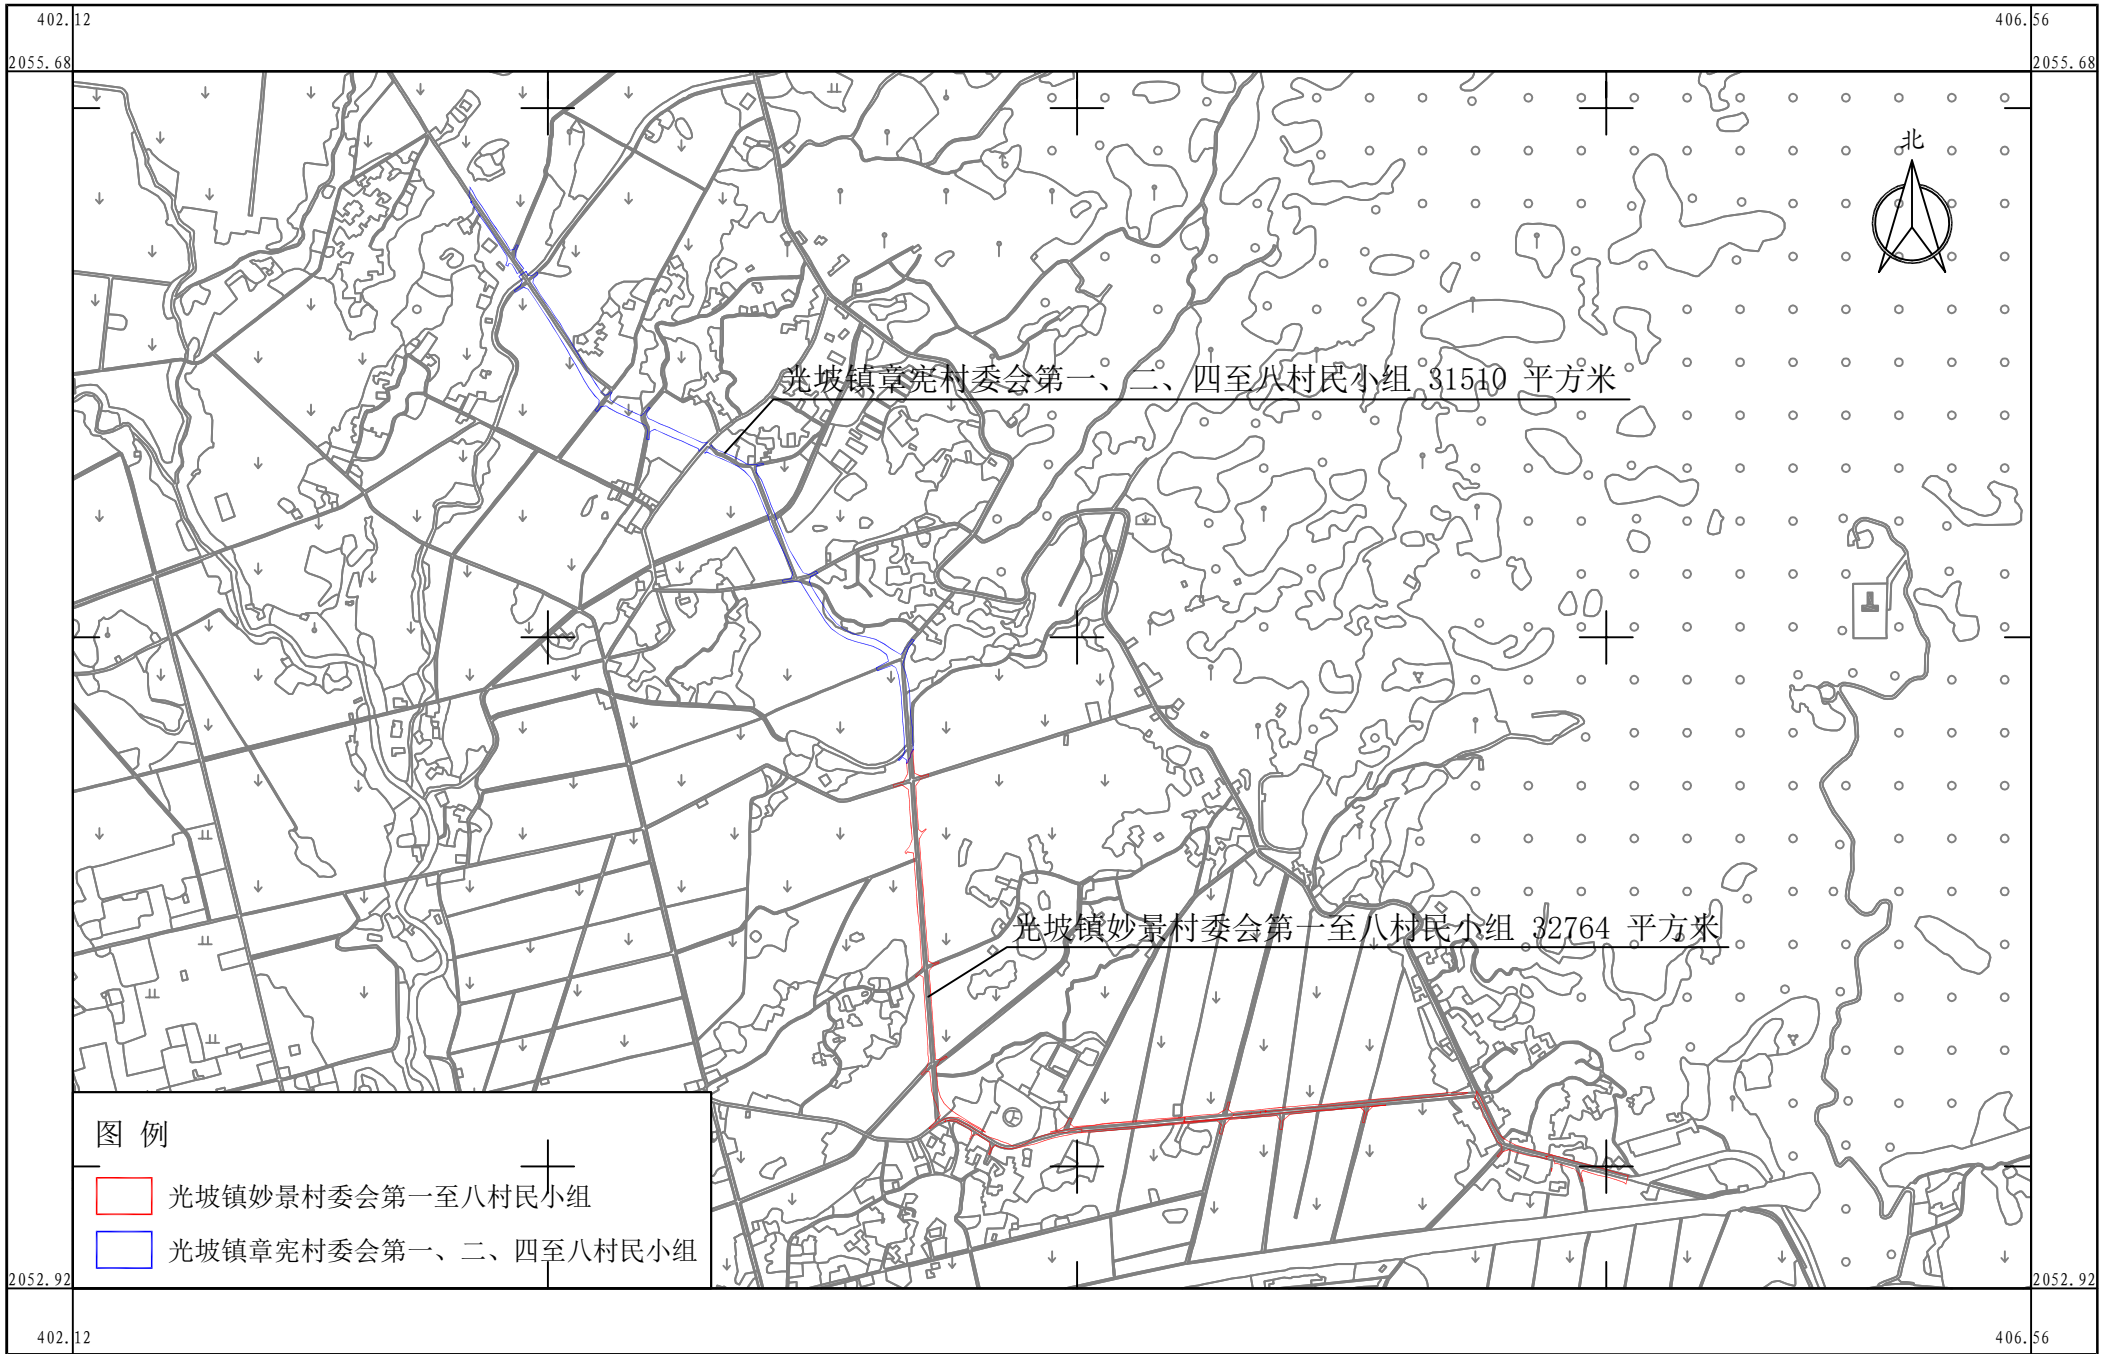 402.12
406.56
2055.68
2055.68
北
光坡镇章宪村委会第一、二、四至八村民小组 31510 平方米
光坡镇妙景村委会第一至八村民小组 32764 平方米
图 例
光坡镇妙景村委会第一至八村民小组
光坡镇章宪村委会第一、二、四至八村民小组
2052.92
2052.92
402.12
406.56